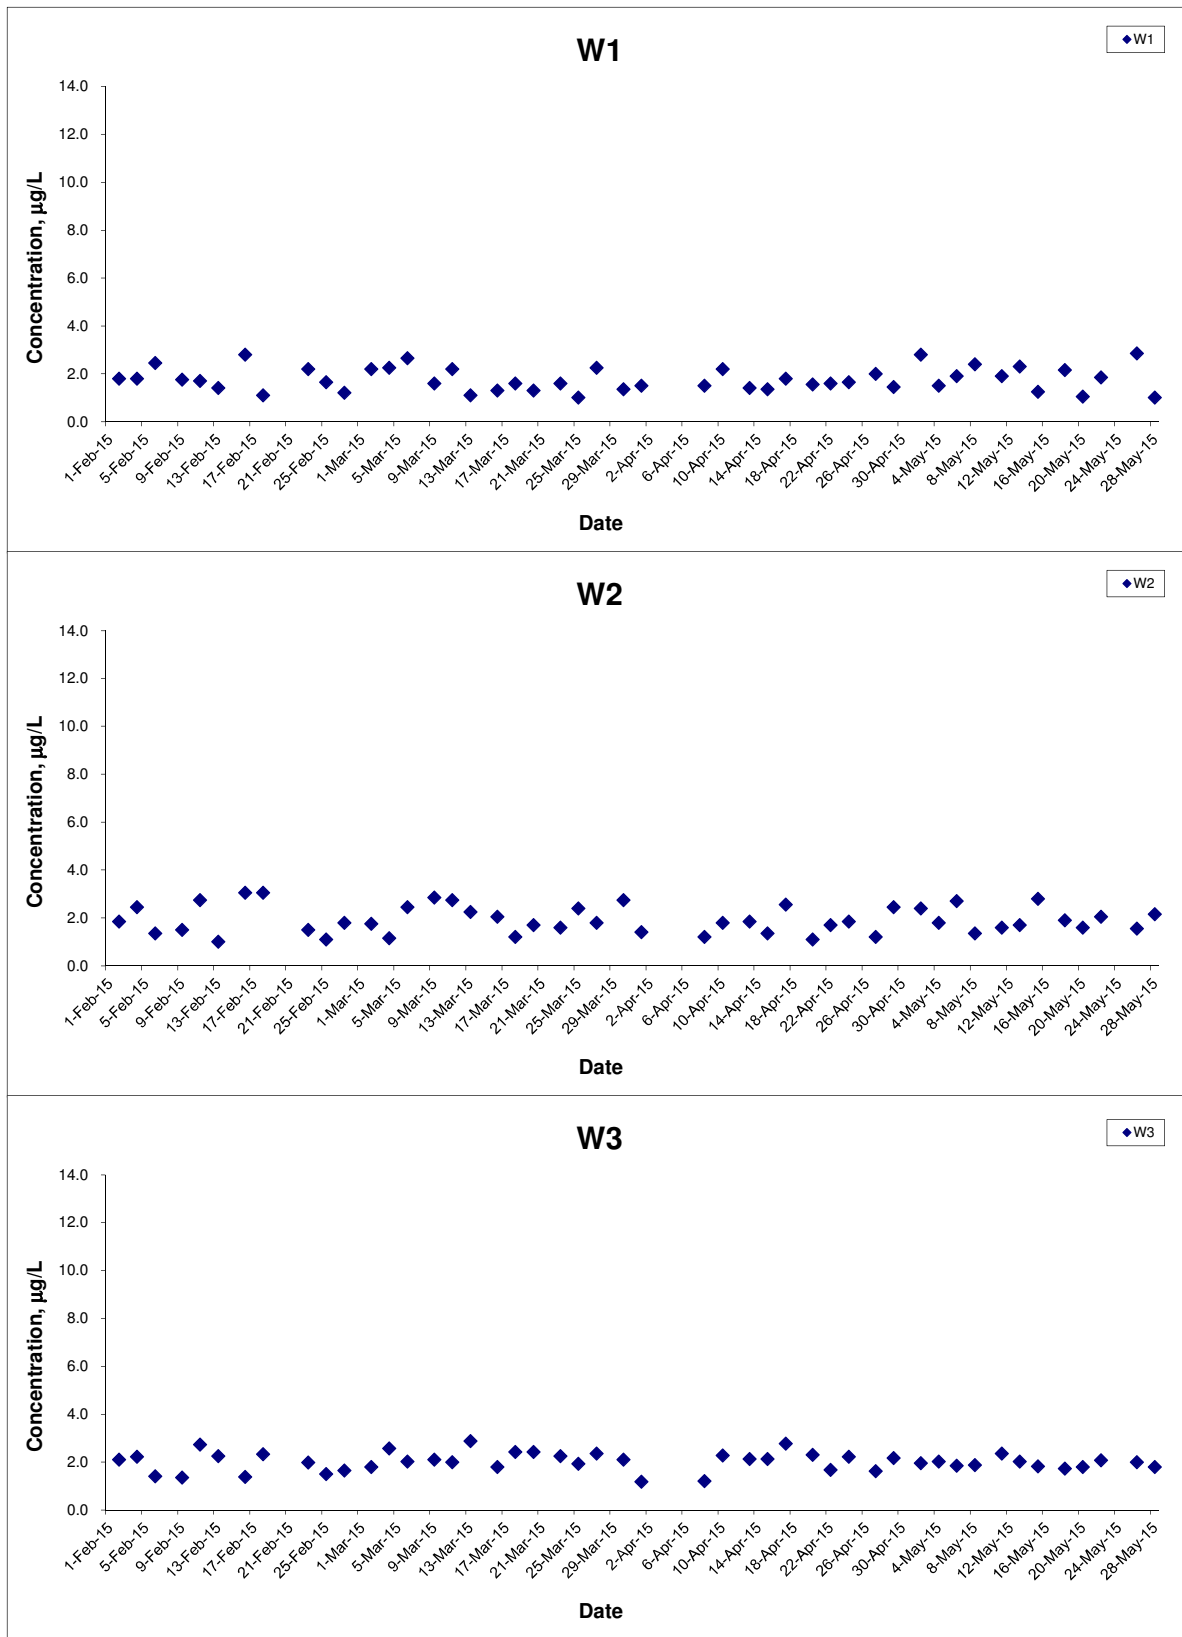 W1
W1
14.0
12.0
10.0
8.0
6.0
4.0
2.0
0.0
Concentration, µg/L
1-Feb-15 5-Feb-15 9-Feb-15 13-Feb-15 17-Feb-15 21-Feb-15 25-Feb-15 1-Mar-15 5-Mar-15 9-Mar-15 13-Mar-15 17-Mar-15 21-Mar-15 25-Mar-15 29-Mar-15 2-Apr-15 6-Apr-15 10-Apr-15 14-Apr-15 18-Apr-15 22-Apr-15 26-Apr-15 30-Apr-15 4-May-15 8-May-15 12-May-15 16-May-15 20-May-15 24-May-15 28-May-15
Date
W2
W2
14.0
12.0
10.0
8.0
6.0
4.0
2.0
0.0
Concentration, µg/L
1-Feb-15 5-Feb-15 9-Feb-15 13-Feb-15 17-Feb-15 21-Feb-15 25-Feb-15 1-Mar-15 5-Mar-15 9-Mar-15 13-Mar-15 17-Mar-15 21-Mar-15 25-Mar-15 29-Mar-15 2-Apr-15 6-Apr-15 10-Apr-15 14-Apr-15 18-Apr-15 22-Apr-15 26-Apr-15 30-Apr-15 4-May-15 8-May-15 12-May-15 16-May-15 20-May-15 24-May-15 28-May-15
Date
W3
W3
14.0
12.0
10.0
8.0
6.0
4.0
2.0
0.0
Concentration, µg/L
1-Feb-15 5-Feb-15 9-Feb-15 13-Feb-15 17-Feb-15 21-Feb-15 25-Feb-15 1-Mar-15 5-Mar-15 9-Mar-15 13-Mar-15 17-Mar-15 21-Mar-15 25-Mar-15 29-Mar-15 2-Apr-15 6-Apr-15 10-Apr-15 14-Apr-15 18-Apr-15 22-Apr-15 26-Apr-15 30-Apr-15 4-May-15 8-May-15 12-May-15 16-May-15 20-May-15 24-May-15 28-May-15
Date